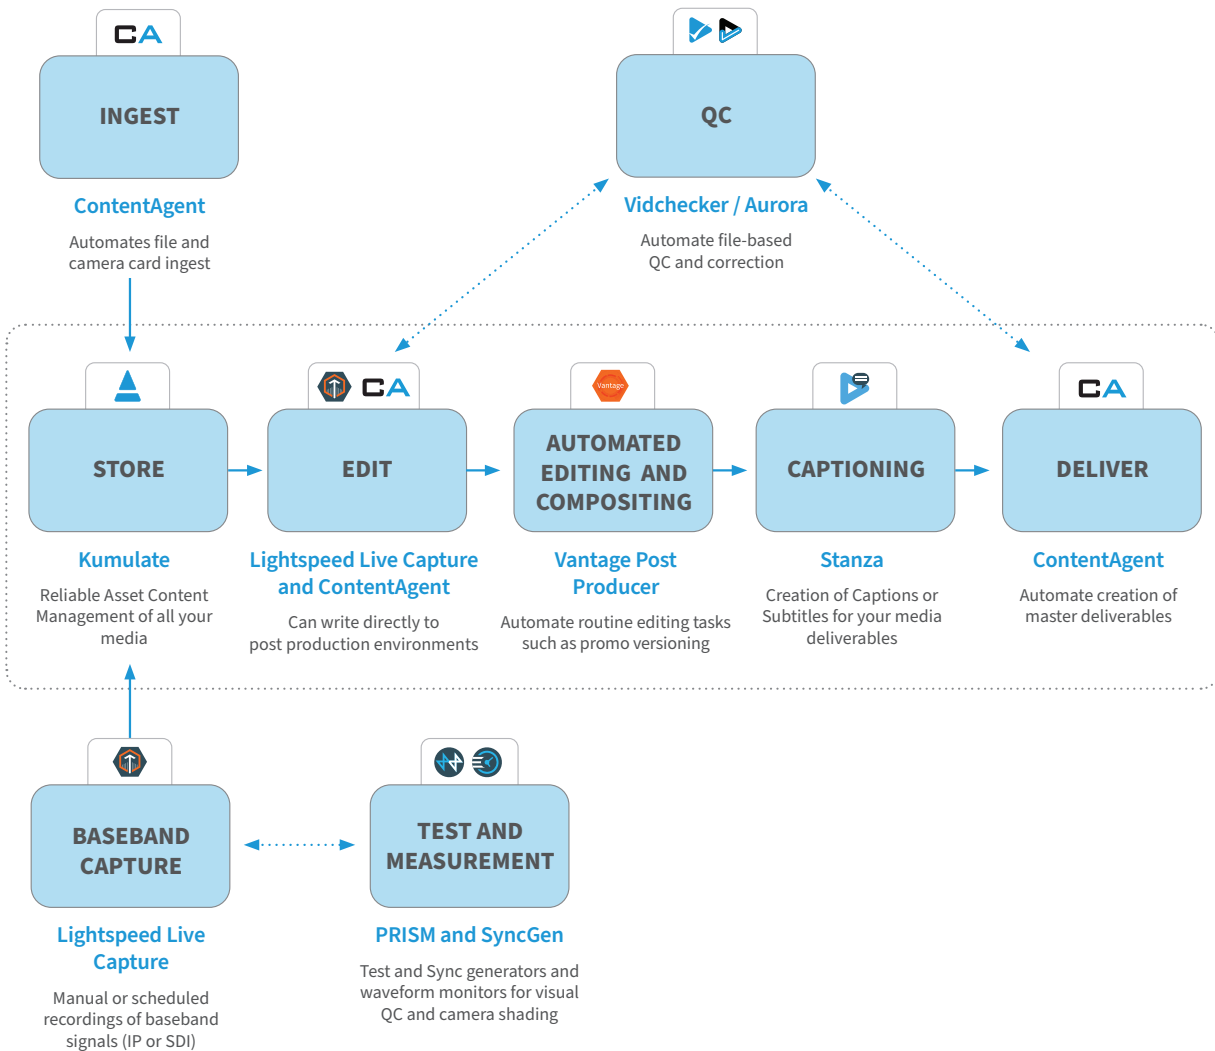 CA
INGEST
ContentAgent
Automates file and
camera card ingest
QC
Vidchecker / Aurora
Automate file-based
QC and correction
STORE
Kumulate
Reliable Asset Content
Management of all your
media
CA
EDIT
Lightspeed Live Capture
and ContentAgent
Can write directly to
post production environments
Vantage
AUTOMATED
EDITING AND
COMPOSITING
Vantage Post
Producer
Automate routine editing tasks
such as promo versioning
CAPTIONING
Stanza
Creation of Captions or
Subtitles for your media
deliverables
CA
DELIVER
ContentAgent
Automate creation of
master deliverables
BASEBAND
CAPTURE
Lightspeed Live
Capture
Manual or scheduled
recordings of baseband
signals (IP or SDI)
TEST AND
MEASUREMENT
PRISM and SyncGen
Test and Sync generators and
waveform monitors for visual
QC and camera shading